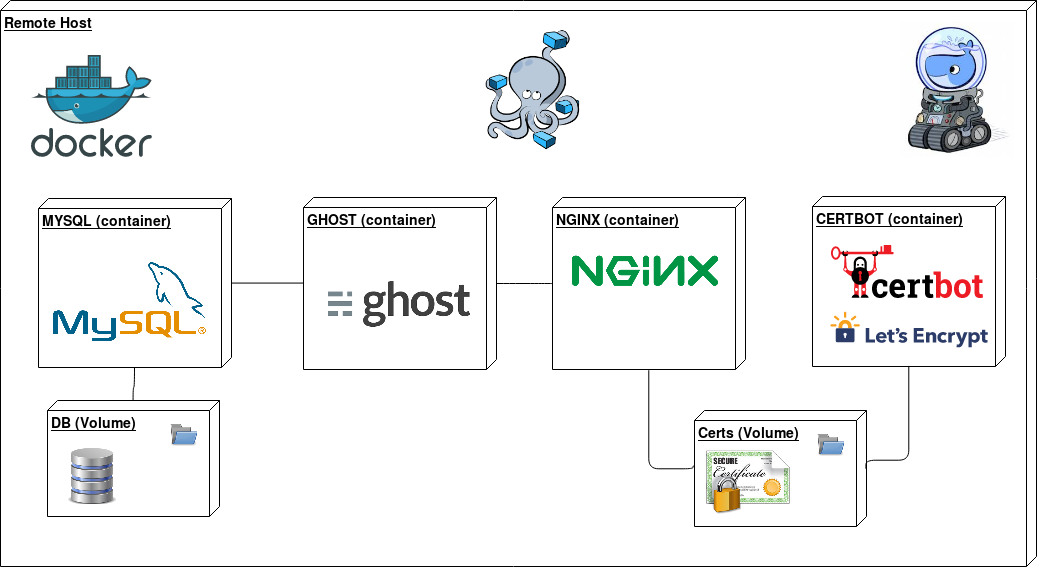 Remote Host
docker
MYSQL (container)
GHOST (container)
NGINX (container)
CERTBOT (container)
MySQL
ghost
NGINX
certbot
Let's Encrypt
DB (Volume)
Certs (Volume)
SECURE
Certificate